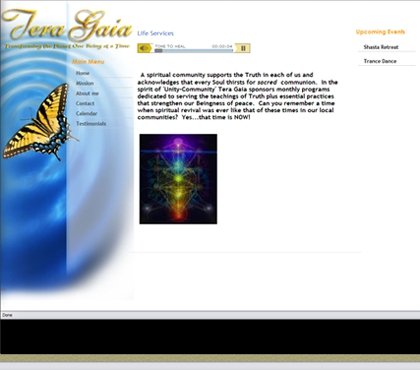 Tera Gaia
Transforming the Planet One Being at a Time
Main Menu
Home
Mission
About me
Contact
Calendar
Testimonials
Life Services
TIME TO HEAL 00:00:04
A spiritual community supports the Truth in each of us and
acknowledges that every Soul thirsts for sacred communion. In the
spirit of 'Unity-Community' Tera Gaia sponsors monthly programs
dedicated to serving the teachings of Truth plus essential practices
that strengthen our Beingness of peace. Can you remember a time
when spiritual revival was ever like that of these times in our local
communities? Yes...that time is NOW!
Upcoming Events
Shasta Retreat
Trance Dance
Done